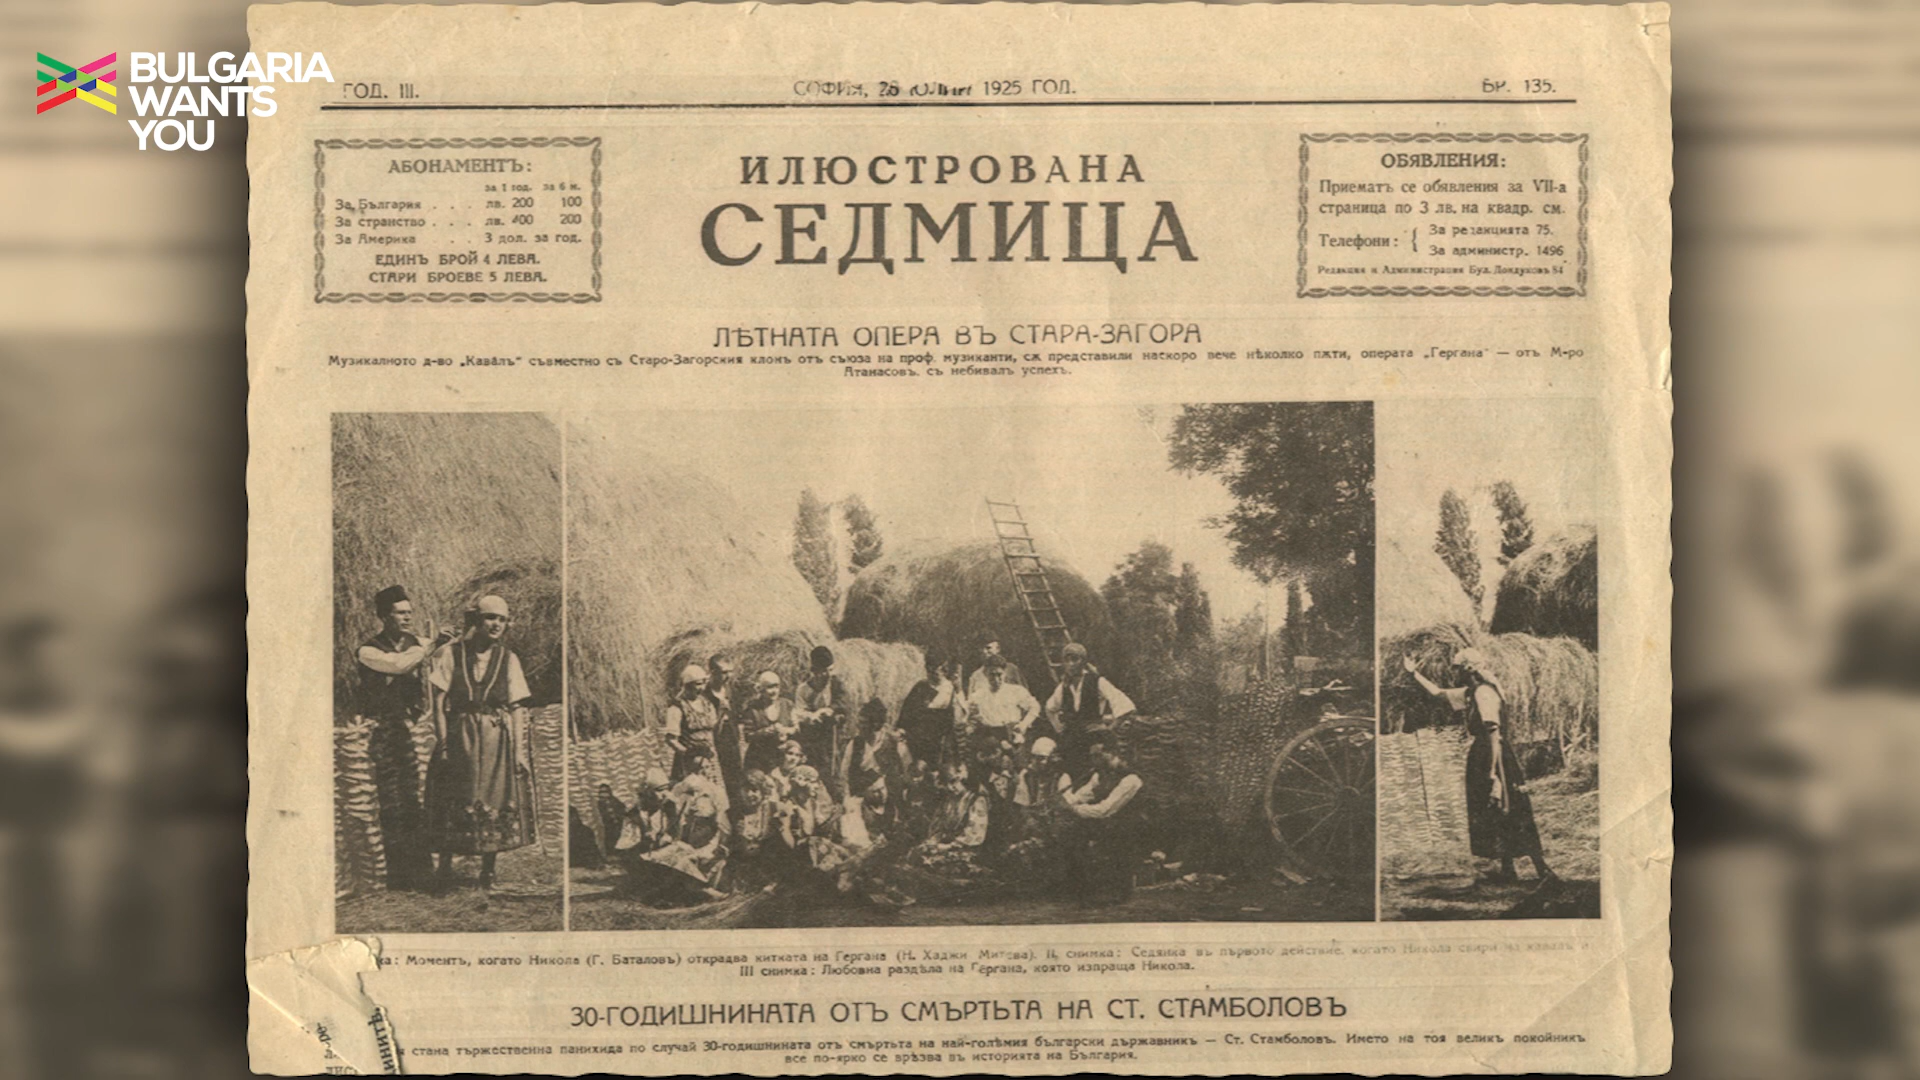 BULGARIA
WANTS
YOU
ГОД. III.
СОФИЯ, 26 ЮЛИЙ 1925 ГОД.
БР. 135.
АБОНАМЕНТЪ:
за 1 год. за 6 м.
За България . . . лв. 200 100
За странство . . . лв. 400 200
За Америка . . . 3 дол. за год.
ЕДИНЪ БРОЙ 4 ЛЕВА.
СТАРИ БРОЕВЕ 5 ЛЕВА.
ИЛЮСТРОВАНА
СЕДМИЦА
ОБЯВЛЕНИЯ:
Приематъ се обявления за VII-а
страница по 3 лв. на квадр. см.
Телефони: { За редакцията 75.
За администр. 1496
Редакция и Администрация Бул. Дондуковъ 84
ЛѢТНАТА ОПЕРА ВЪ СТАРА-ЗАГОРА
Музикалното д-во „Кавалъ“ съвместно съ Старо-Загорския клонъ отъ съюза на проф. музиканти, сѫ представили наскоро вече нѣколко пѫти, операта „Гергана“ — отъ М-ро
Атанасовъ, съ небивалъ успехъ.
Моментъ, когато Никола (Г. Баталовъ) открадва китката на Гергана (Н. Хаджи Митева). II снимка: Седянка въ първото действие, когато Никола свири на кавалъ и
III снимка: Любовна раздѣла на Гергана, която изпраща Никола.
30-ГОДИШНИНАТА ОТЪ СМЪРТЬТА НА СТ. СТАМБОЛОВЪ
стана тържественна панихида по случай 30-годишнината отъ смъртьта на най-голѣмия български държавникъ — Ст. Стамболовъ. Името на тоя великъ покойникъ
все по-ярко се врѣзва въ историята на България.